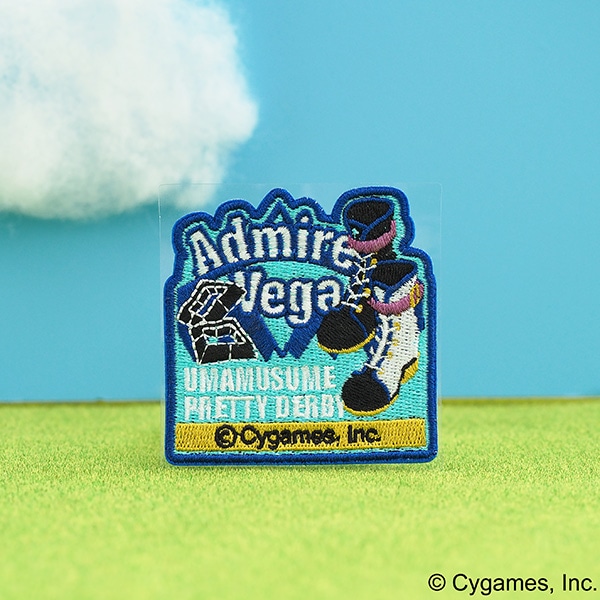 Admire
Vega
UMAMUSUME
PRETTY DERBY
© Cygames, Inc.
© Cygames, Inc.